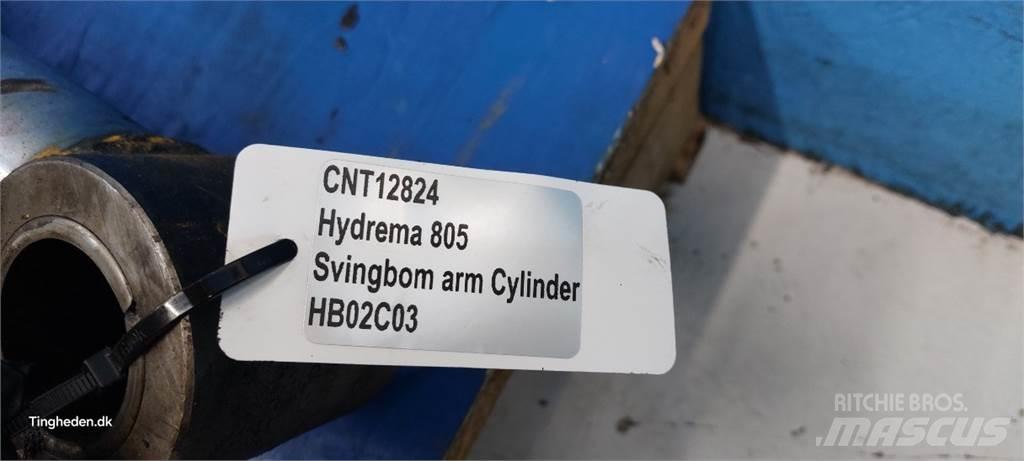 CNT12824
Hydrema 805
Svingbom arm Cylinder
HB02C03
Tingheden.dk
RITCHIE BROS.
MASCUS